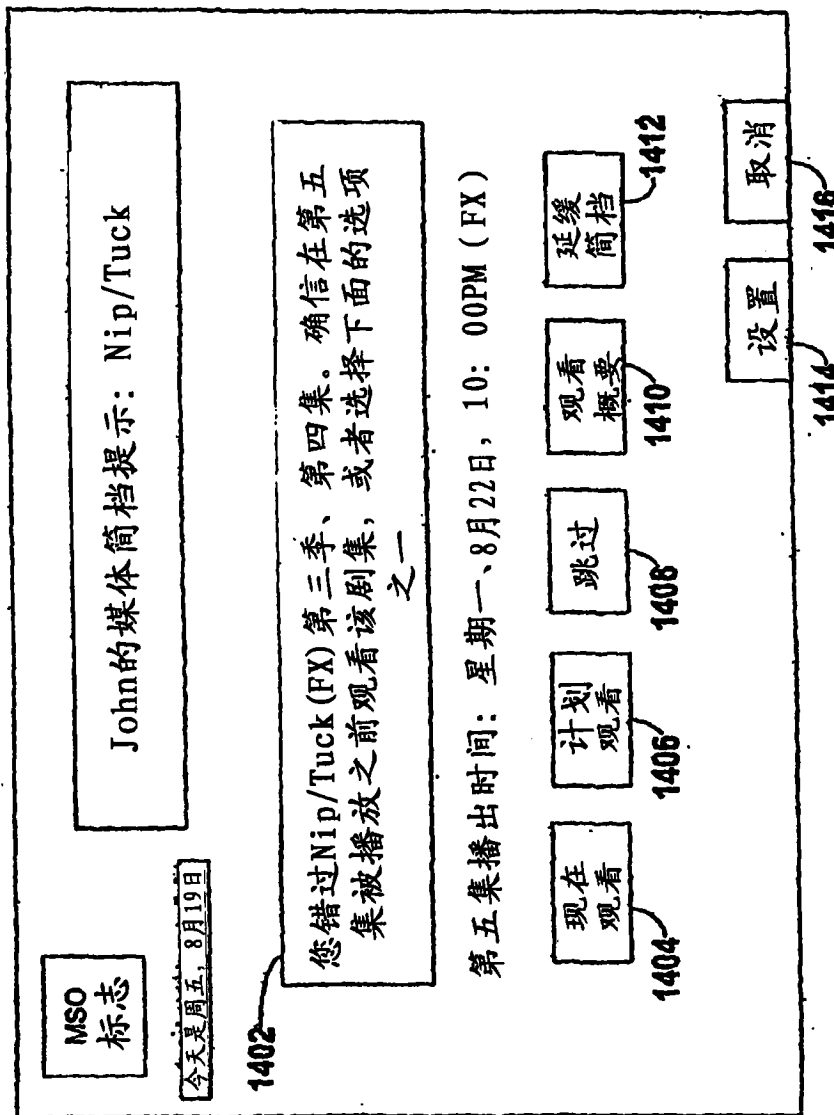 MSO
标志
John的媒体简档提示: Nip/Tuck
今天是周五, 8月19日
1402
您错过Nip/Tuck(FX)第三季、第四集。确信在第五
集被播放之前观看该剧集, 或者选择下面的选项
之一
第五集播出时间: 星期一、8月22日, 10: 00PM (FX)
现在
观看
1404
计划
观看
1406
跳过
1408
观看
概要
1410
延缓
简档
1412
设置
1414
取消
1416